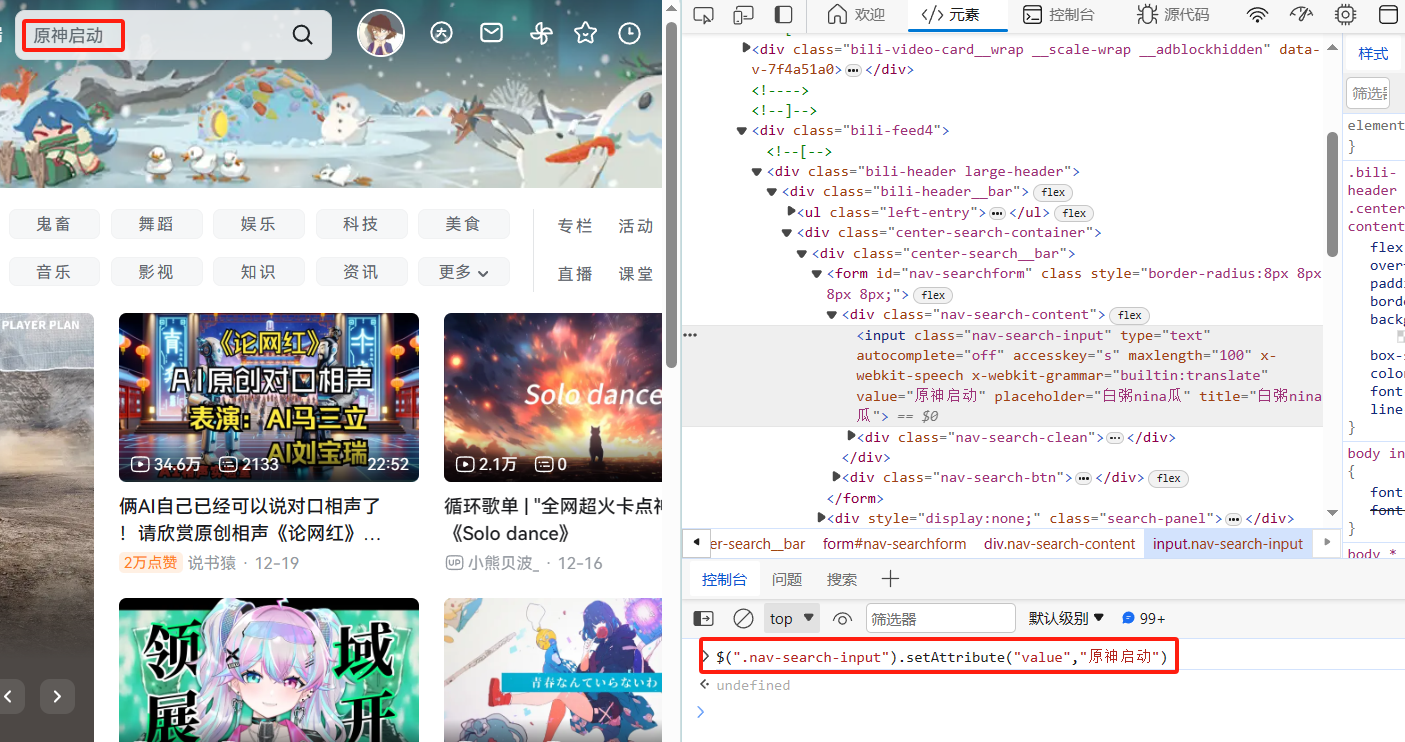 原神启动
鬼畜 舞蹈 娱乐 科技 美食 专栏 活动
音乐 影视 知识 资讯 更多 直播 课堂
PLAYER PLAN
《论网红》
AI原创对口相声
表演：AI马三立
AI刘宝瑞
34.6万 2133 22:52
俩AI自己已经可以说对口相声了
！请欣赏原创相声《论网红》…
2万点赞 说书猿 · 12-19
Solo dance
2.1万 0
循环歌单 | "全网超火卡点神
《Solo dance》
UP 小熊贝波_ · 12-16
领域
展开
青春なんていらないわ
欢迎 元素 控制台 源代码
<div class="bili-video-card__wrap __scale-wrap __adblockhidden" data-
v-7f4a51a0> … </div>
<!---->
<!--]-->
<div class="bili-feed4">
<!--[-->
<div class="bili-header large-header">
<div class="bili-header__bar"> flex
<ul class="left-entry"> … </ul> flex
<div class="center-search-container">
<div class="center-search__bar">
<form id="nav-searchform" class style="border-radius:8px 8px
8px 8px;"> flex
<div class="nav-search-content"> flex
<input class="nav-search-input" type="text"
autocomplete="off" accesskey="s" maxlength="100" x-
webkit-speech x-webkit-grammar="builtin:translate"
value="原神启动" placeholder="白粥nina瓜" title="白粥nina
瓜"> == $0
<div class="nav-search-clean"> … </div>
</div>
<div class="nav-search-btn"> … </div> flex
</form>
<div style="display:none;" class="search-panel"> … </div>
er-search__bar form#nav-searchform div.nav-search-content input.nav-search-input
样式
筛选器
element
}
.bili-
header
.center
content
flex
over
padd
bord
back
box-
colo
font
line
}
body in
{
font
font
}
body *
控制台 问题 搜索
top 筛选器 默认级别 99+
> $(".nav-search-input").setAttribute("value","原神启动")
undefined